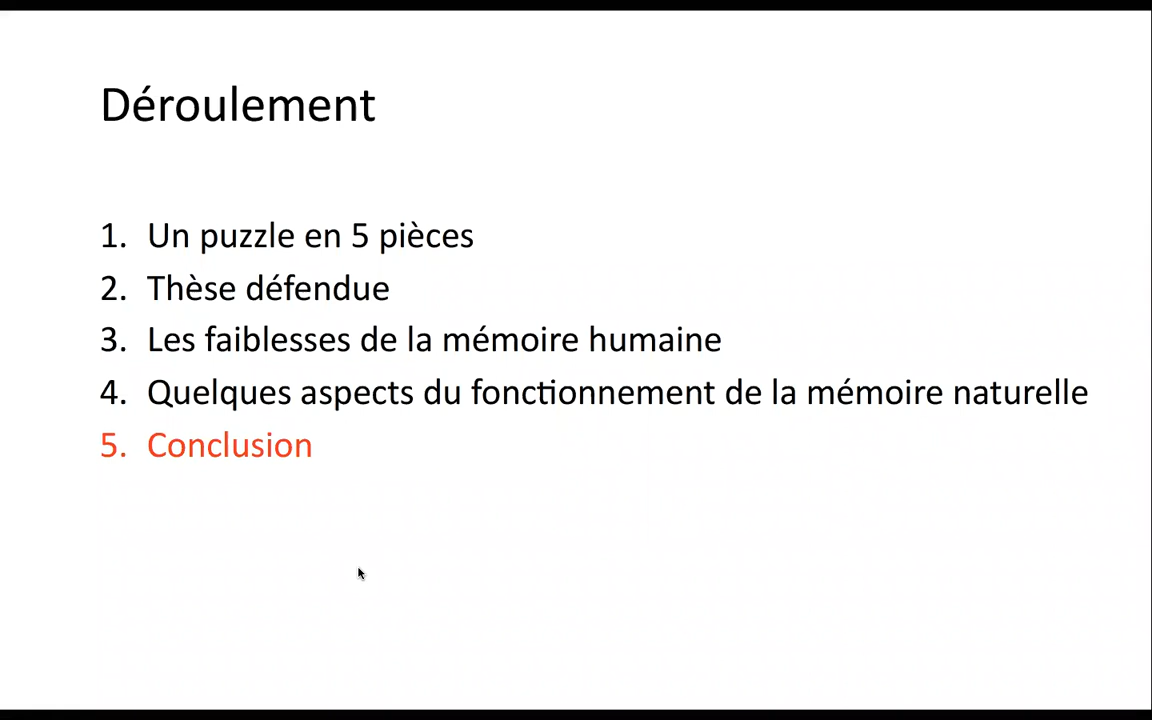 Déroulement
1. Un puzzle en 5 pièces
2. Thèse défendue
3. Les faiblesses de la mémoire humaine
4. Quelques aspects du fonctionnement de la mémoire naturelle
5. Conclusion